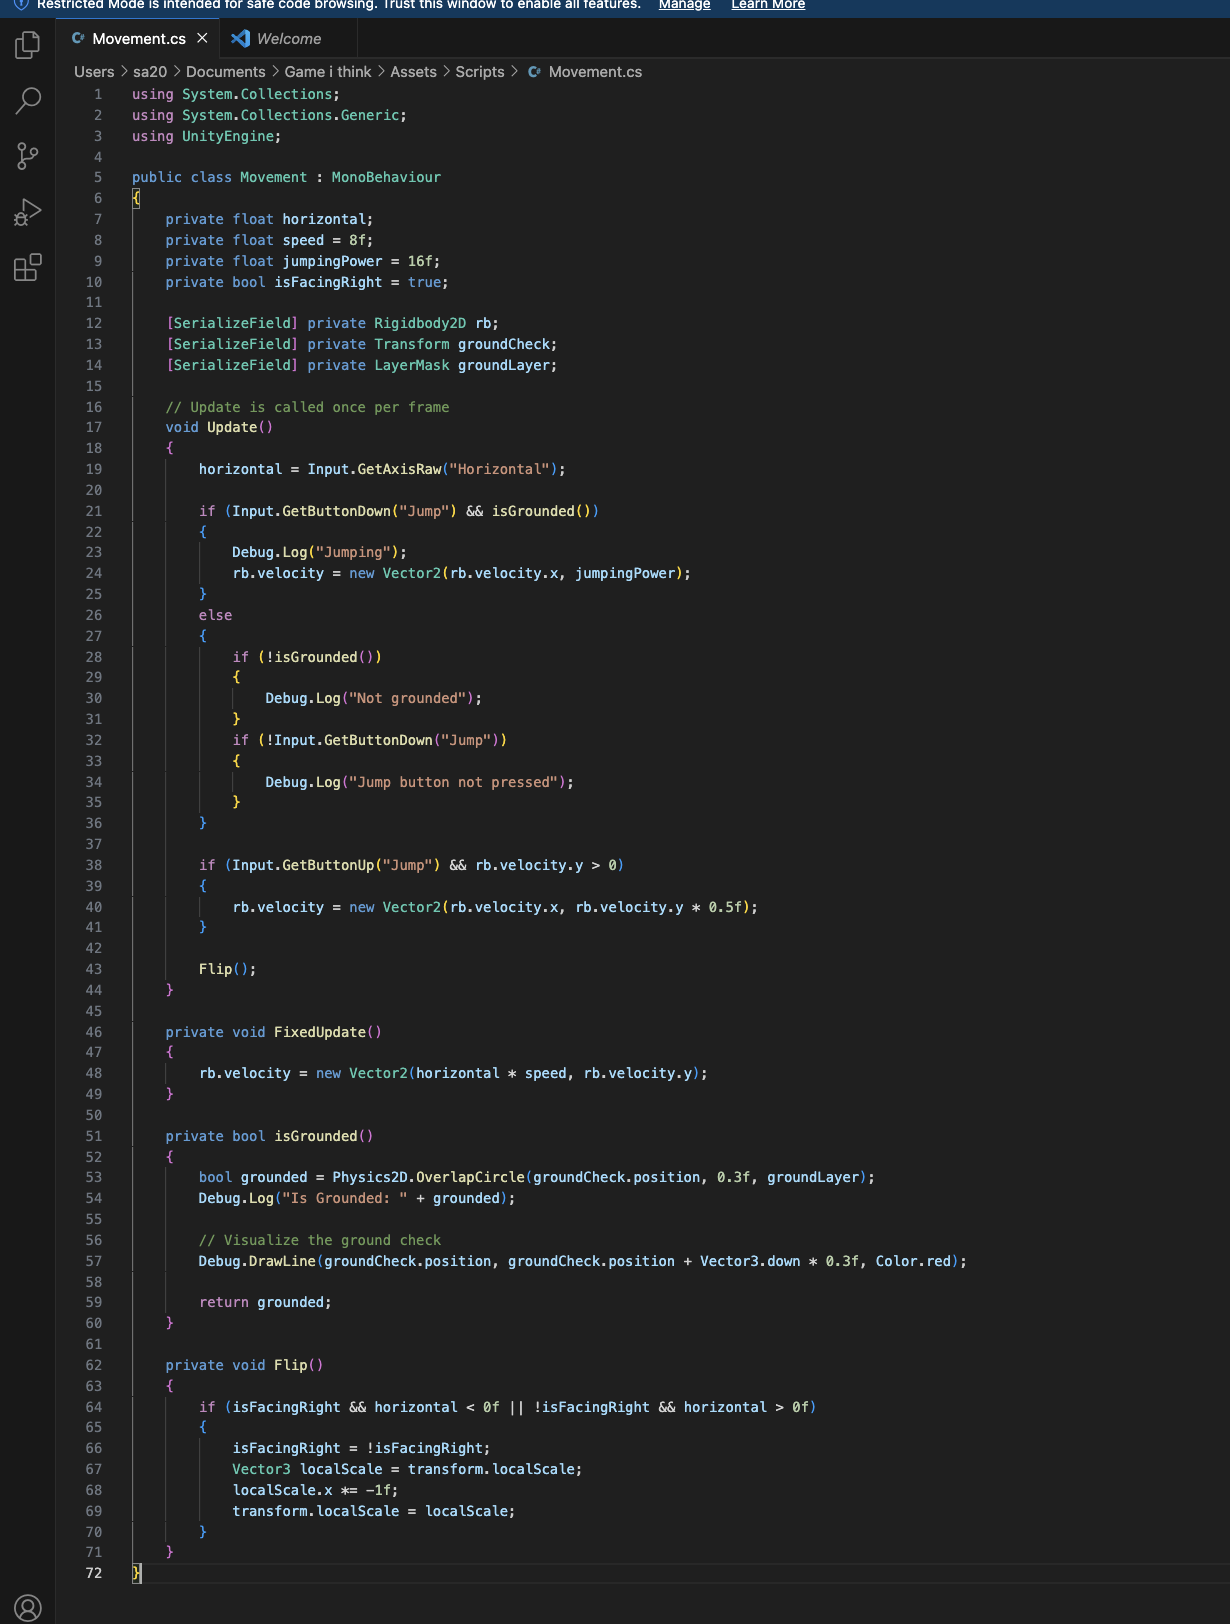 Restricted Mode is intended for safe code browsing. Trust this window to enable all features. Manage Learn More
Movement.cs Welcome
Users > sa20 > Documents > Game i think > Assets > Scripts > Movement.cs
1 using System.Collections;
2 using System.Collections.Generic;
3 using UnityEngine;
4
5 public class Movement : MonoBehaviour
6 {
7     private float horizontal;
8     private float speed = 8f;
9     private float jumpingPower = 16f;
10     private bool isFacingRight = true;
11
12     [SerializeField] private Rigidbody2D rb;
13     [SerializeField] private Transform groundCheck;
14     [SerializeField] private LayerMask groundLayer;
15
16     // Update is called once per frame
17     void Update()
18     {
19         horizontal = Input.GetAxisRaw("Horizontal");
20
21         if (Input.GetButtonDown("Jump") && isGrounded())
22         {
23             Debug.Log("Jumping");
24             rb.velocity = new Vector2(rb.velocity.x, jumpingPower);
25         }
26         else
27         {
28             if (!isGrounded())
29             {
30                 Debug.Log("Not grounded");
31             }
32             if (!Input.GetButtonDown("Jump"))
33             {
34                 Debug.Log("Jump button not pressed");
35             }
36         }
37
38         if (Input.GetButtonUp("Jump") && rb.velocity.y > 0)
39         {
40             rb.velocity = new Vector2(rb.velocity.x, rb.velocity.y * 0.5f);
41         }
42
43         Flip();
44     }
45
46     private void FixedUpdate()
47     {
48         rb.velocity = new Vector2(horizontal * speed, rb.velocity.y);
49     }
50
51     private bool isGrounded()
52     {
53         bool grounded = Physics2D.OverlapCircle(groundCheck.position, 0.3f, groundLayer);
54         Debug.Log("Is Grounded: " + grounded);
55
56         // Visualize the ground check
57         Debug.DrawLine(groundCheck.position, groundCheck.position + Vector3.down * 0.3f, Color.red);
58
59         return grounded;
60     }
61
62     private void Flip()
63     {
64         if (isFacingRight && horizontal < 0f || !isFacingRight && horizontal > 0f)
65         {
66             isFacingRight = !isFacingRight;
67             Vector3 localScale = transform.localScale;
68             localScale.x *= -1f;
69             transform.localScale = localScale;
70         }
71     }
72 }